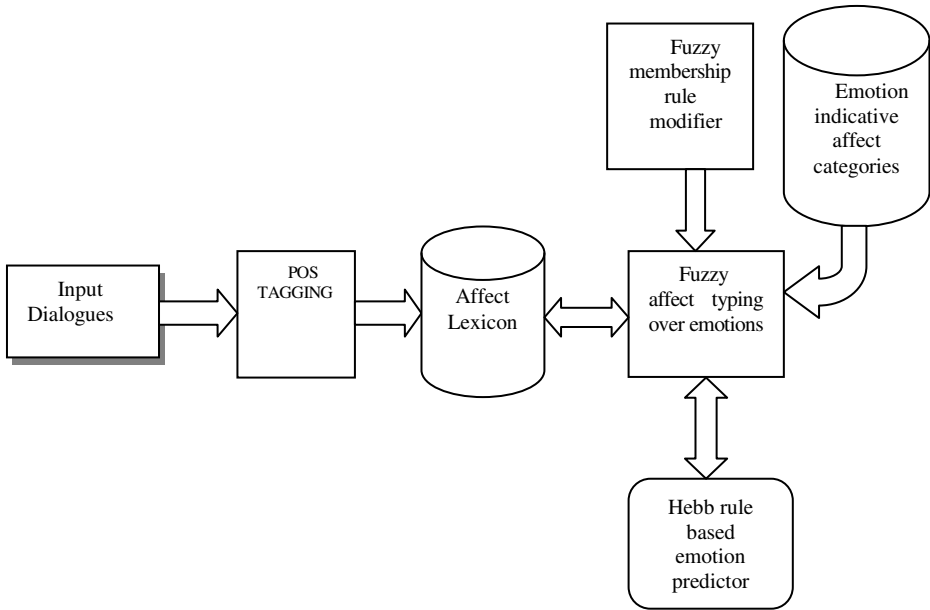 Input
Dialogues
POS
TAGGING
Affect
Lexicon
Fuzzy
membership
rule
modifier
Emotion
indicative
affect
categories
Fuzzy
affect typing
over emotions
Hebb rule
based
emotion
predictor